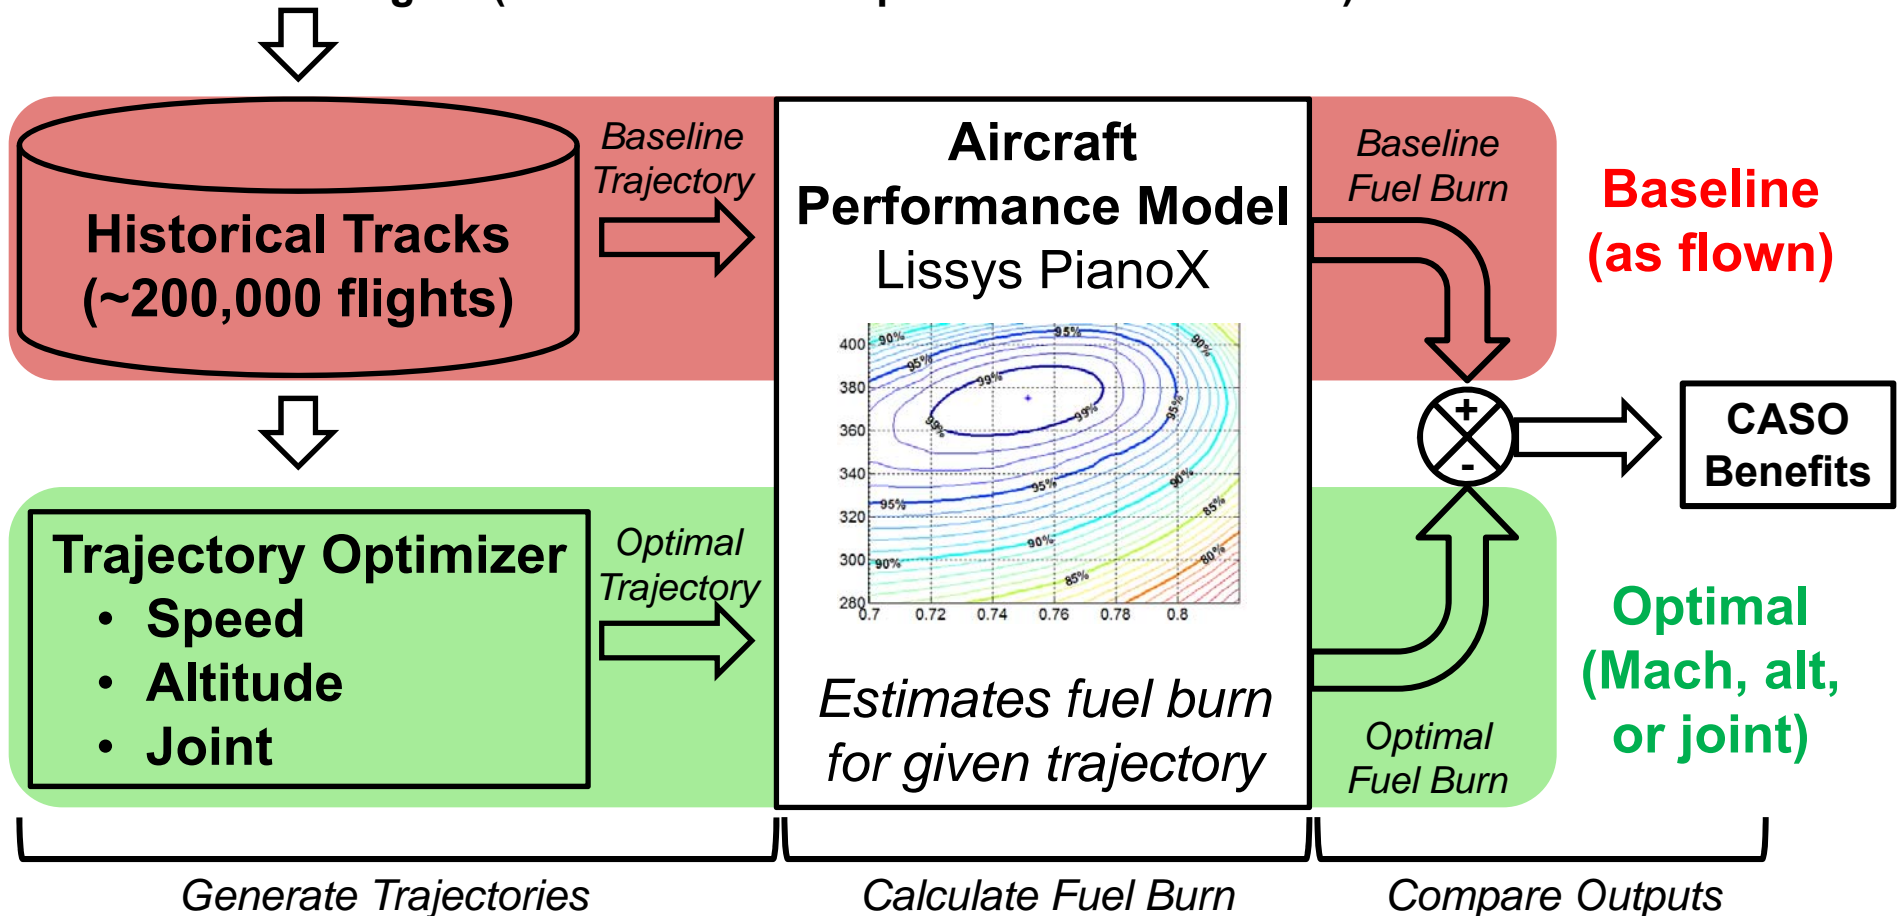 Baseline
Trajectory
Historical Tracks
(~200,000 flights)
Aircraft
Performance Model
Lissys PianoX
400
380
360
340
320
300
280
0.7
0.72
0.74
0.76
0.78
0.8
90%
95%
90%
95%
99%
99%
99%
95%
95%
95%
90%
90%
90%
85%
85%
80%
Estimates fuel burn
for given trajectory
Baseline
Fuel Burn
Baseline
(as flown)
+
-
CASO
Benefits
Trajectory Optimizer
• Speed
• Altitude
• Joint
Optimal
Trajectory
Optimal
Fuel Burn
Optimal
(Mach, alt,
or joint)
Generate Trajectories
Calculate Fuel Burn
Compare Outputs